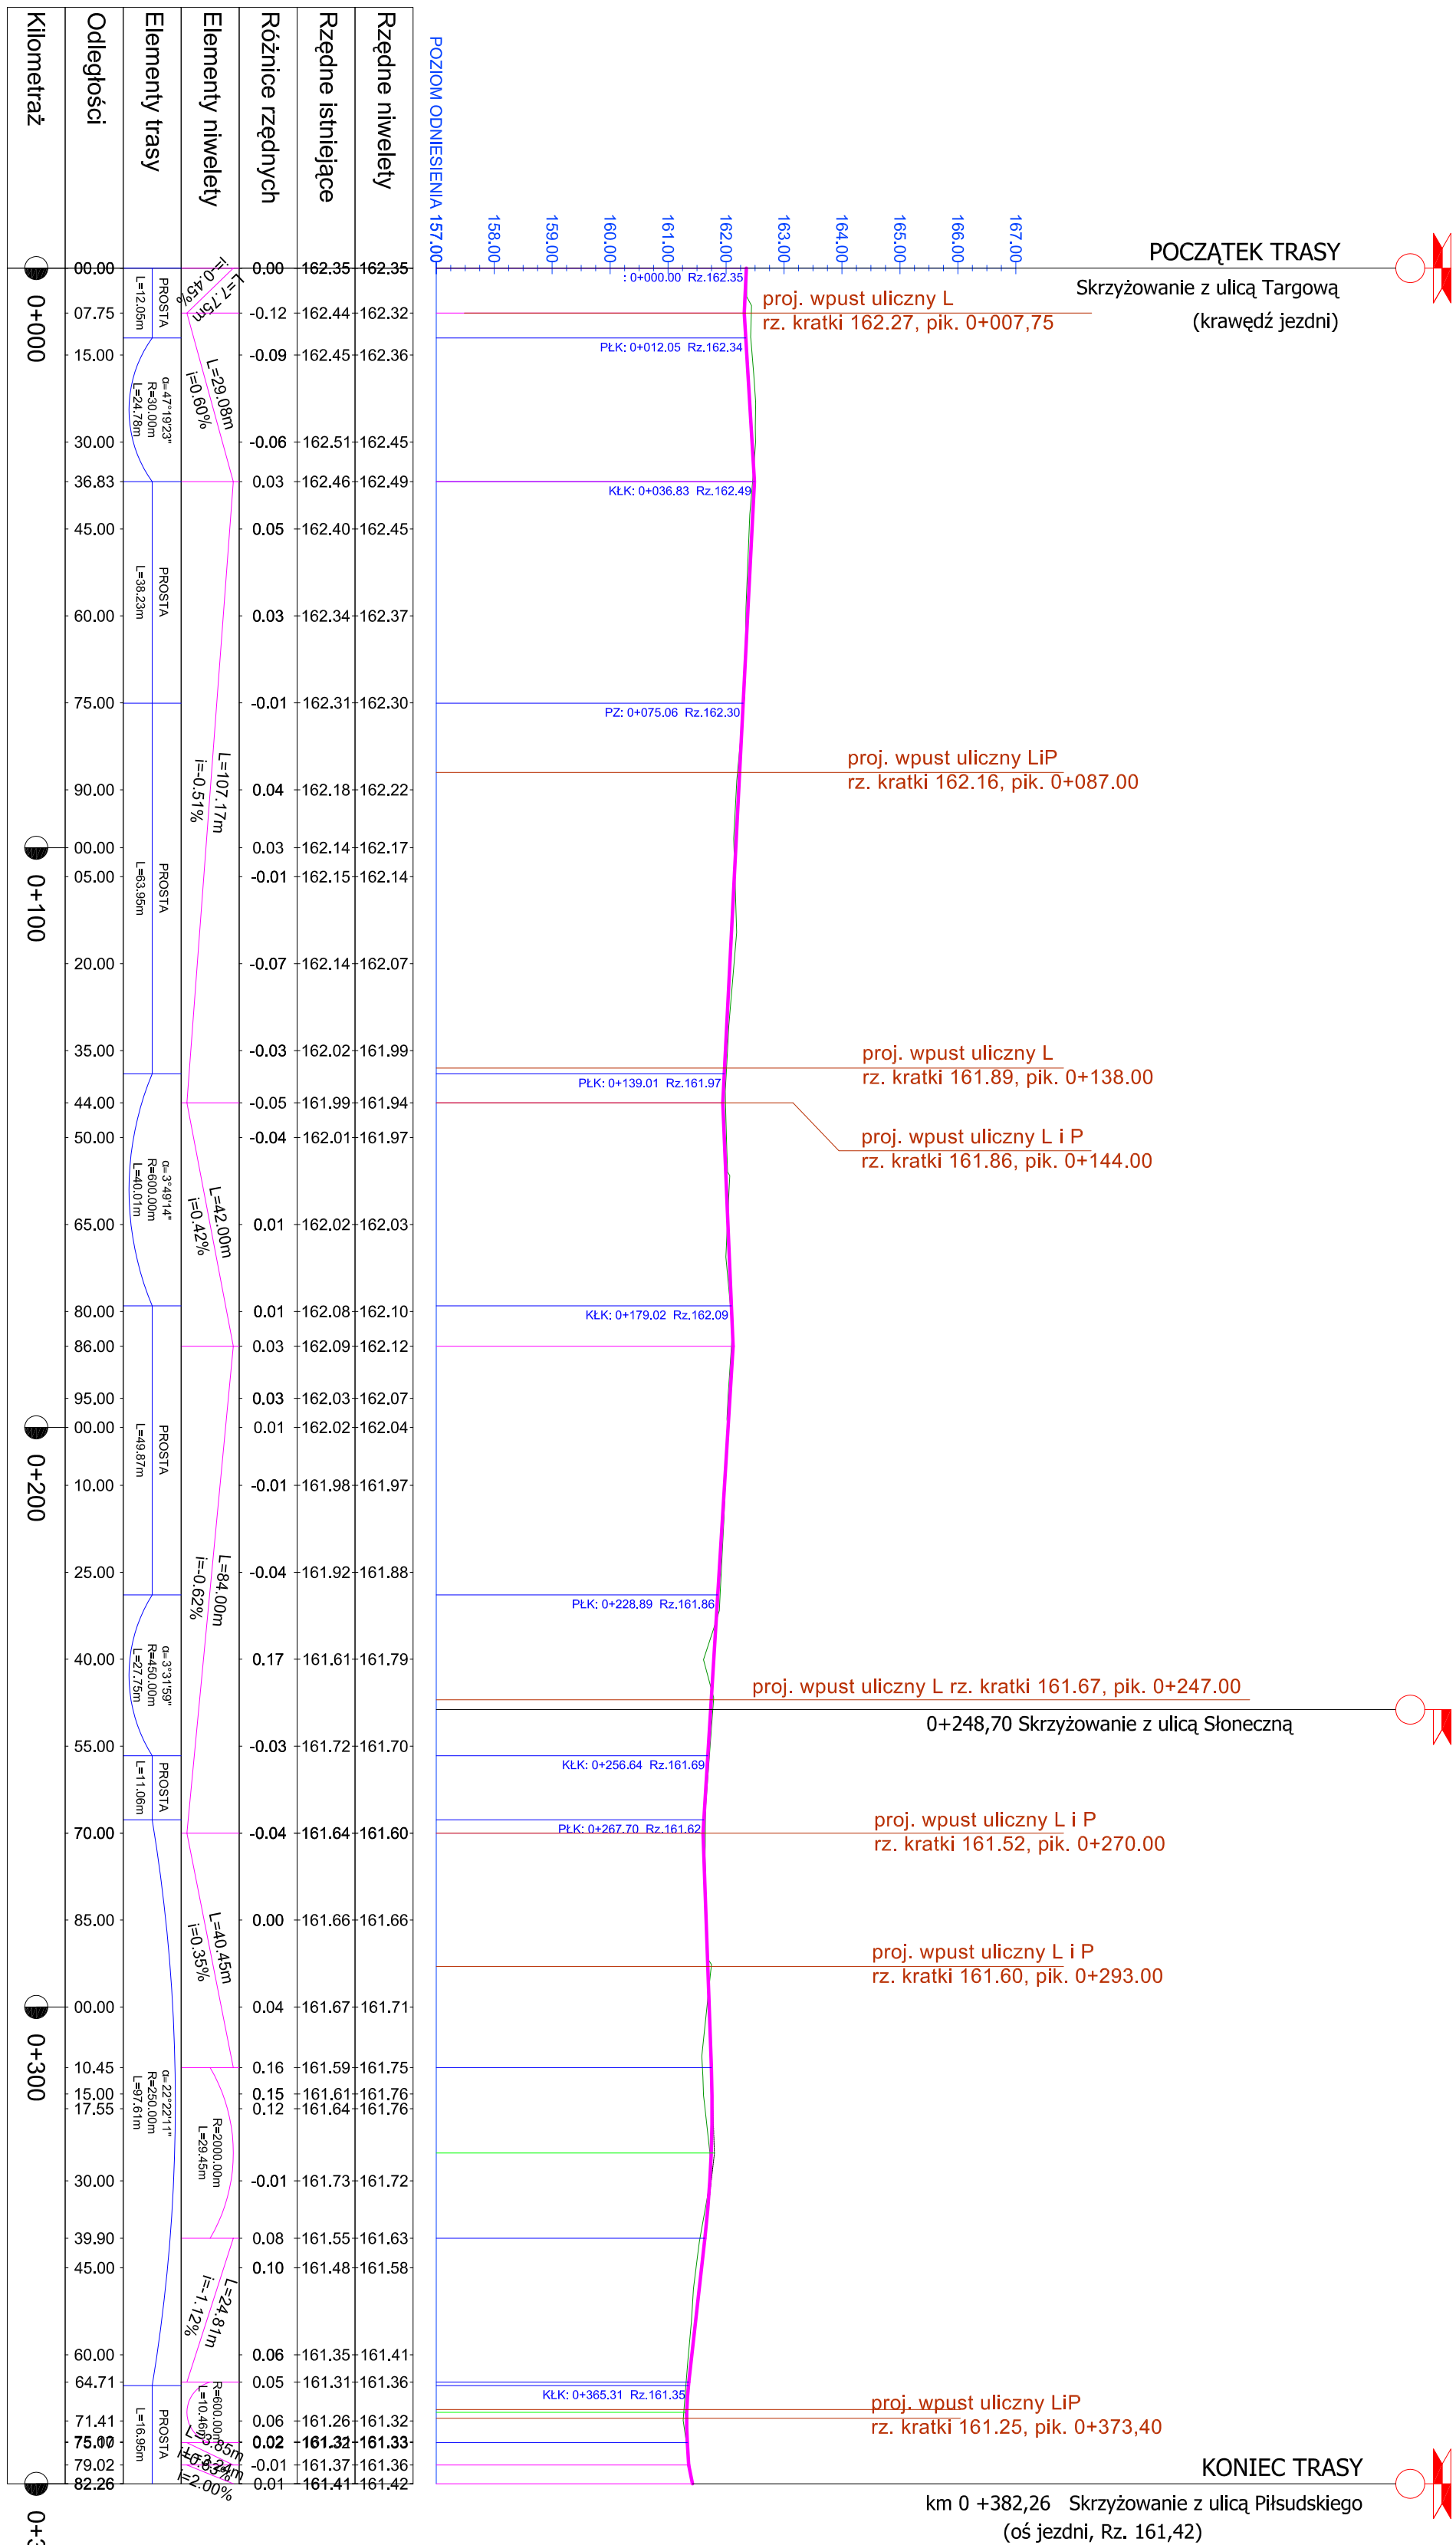 POCZĄTEK TRASY
Skrzyżowanie z ulicą Targową
(krawędź jezdni)
proj. wpust uliczny L
rz. kratki 162.27, pik. 0+007,75
proj. wpust uliczny LiP
rz. kratki 162.16, pik. 0+087.00
proj. wpust uliczny L
rz. kratki 161.89, pik. 0+138.00
proj. wpust uliczny L i P
rz. kratki 161.86, pik. 0+144.00
proj. wpust uliczny L rz. kratki 161.67, pik. 0+247.00
0+248,70 Skrzyżowanie z ulicą Słoneczną
proj. wpust uliczny L i P
rz. kratki 161.52, pik. 0+270.00
proj. wpust uliczny L i P
rz. kratki 161.60, pik. 0+293.00
proj. wpust uliczny LiP
rz. kratki 161.25, pik. 0+373,40
KONIEC TRASY
km 0 +382,26 Skrzyżowanie z ulicą Piłsudskiego
(oś jezdni, Rz. 161,42)
167.00
166.00
165.00
164.00
163.00
162.00
161.00
160.00
159.00
158.00
POZIOM ODNIESIENIA 157.00
: 0+000.00 Rz.162.35
PŁK: 0+012.05 Rz.162.34
KŁK: 0+036.83 Rz.162.49
PZ: 0+075.06 Rz.162.30
PŁK: 0+139.01 Rz.161.97
KŁK: 0+179.02 Rz.162.09
PŁK: 0+228.89 Rz.161.86
KŁK: 0+256.64 Rz.161.69
PŁK: 0+267.70 Rz.161.62
KŁK: 0+365.31 Rz.161.35
Rzędne niwelety
162.35
162.32
162.36
162.45
162.49
162.45
162.37
162.30
162.22
162.17
162.14
162.07
161.99
161.94
161.97
162.03
162.10
162.12
162.07
162.04
161.97
161.88
161.79
161.70
161.60
161.66
161.71
161.75
161.76
161.76
161.72
161.63
161.58
161.41
161.36
161.32
161.33
161.36
161.42
Rzędne istniejące
162.35
162.44
162.45
162.51
162.46
162.40
162.34
162.31
162.18
162.14
162.15
162.14
162.02
161.99
162.01
162.02
162.08
162.09
162.03
162.02
161.98
161.92
161.61
161.72
161.64
161.66
161.67
161.59
161.61
161.64
161.73
161.55
161.48
161.35
161.31
161.26
161.37
161.41
Różnice rzędnych
0.00
-0.12
-0.09
-0.06
0.03
0.05
0.03
-0.01
0.04
0.03
-0.01
-0.07
-0.03
-0.05
-0.04
0.01
0.01
0.03
0.03
0.01
-0.01
-0.04
0.17
-0.03
-0.04
0.00
0.04
0.16
0.15
0.12
-0.01
0.08
0.10
0.06
0.05
0.06
0.02
-0.01
0.01
Elementy niwelety
L=7.75m
i=-0.45%
L=29.08m
i=0.60%
L=107.17m
i=-0.51%
L=42.00m
i=0.42%
L=84.00m
i=-0.62%
L=40.45m
i=0.35%
R=2000.00m
L=29.45m
L=24.81m
i=-1.12%
R=600.00m
L=10.46m
L=3.85m
i=2.00%
Elementy trasy
PROSTA
L=12.05m
α=47°19'23"
R=30.00m
L=24.78m
PROSTA
L=38.23m
PROSTA
L=63.95m
α=3°49'14"
R=600.00m
L=40.01m
PROSTA
L=49.87m
α=3°31'59"
R=450.00m
L=27.75m
PROSTA
L=11.06m
α=22°22'11"
R=250.00m
L=97.61m
PROSTA
L=16.95m
Odległości
00.00
07.75
15.00
30.00
36.83
45.00
60.00
75.00
90.00
00.00
05.00
20.00
35.00
44.00
50.00
65.00
80.00
86.00
95.00
00.00
10.00
25.00
40.00
55.00
70.00
85.00
00.00
10.45
15.00
17.55
30.00
39.90
45.00
60.00
64.71
71.41
79.02
82.26
Kilometraż
0+000
0+100
0+200
0+300